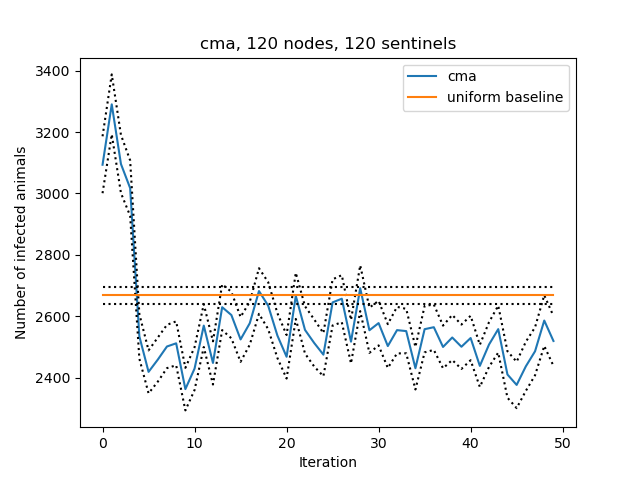 cma, 120 nodes, 120 sentinels
cma
uniform baseline
Number of infected animals
3400
3200
3000
2800
2600
2400
0 10 20 30 40 50
Iteration